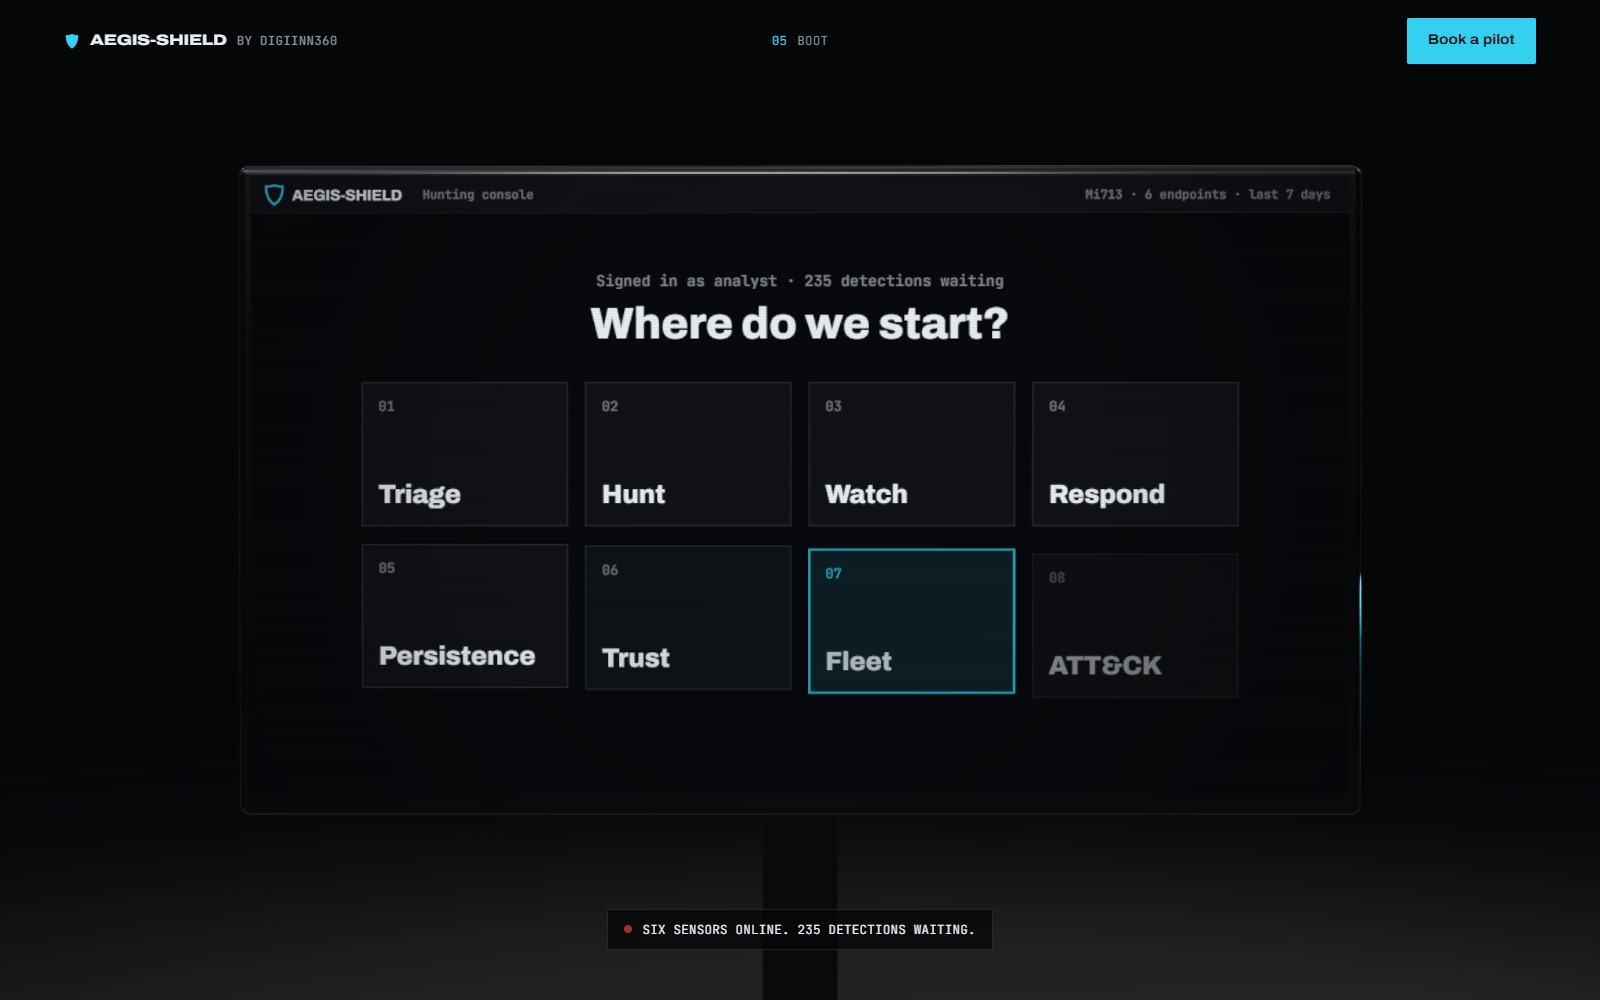 AEGIS-SHIELD BY DIGIINN360
05 BOOT
Book a pilot
AEGIS-SHIELD Hunting console
Mi713 · 6 endpoints · last 7 days
Signed in as analyst · 235 detections waiting
Where do we start?
01
Triage
02
Hunt
03
Watch
04
Respond
05
Persistence
06
Trust
07
Fleet
08
ATT&CK
SIX SENSORS ONLINE. 235 DETECTIONS WAITING.